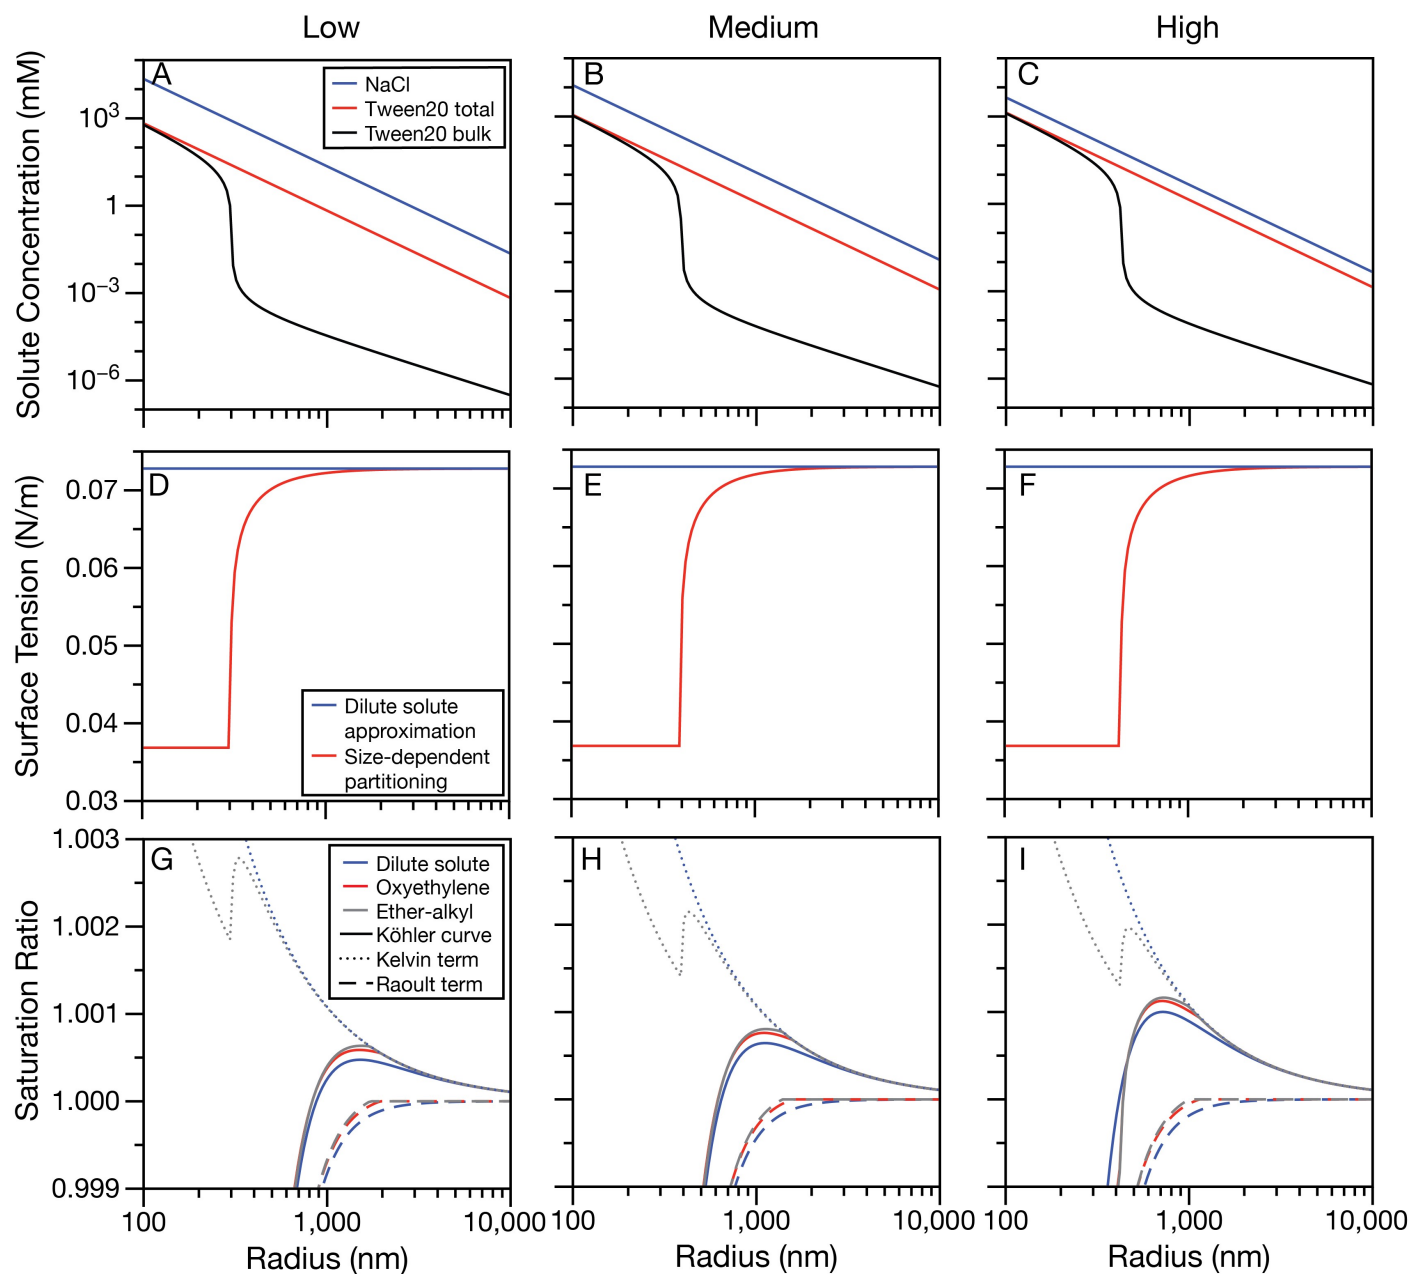 Low
Medium
High
Solute Concentration (mM)
A
B
C
NaCl
Tween20 total
Tween20 bulk
10³
1
10⁻³
10⁻⁶
Surface Tension (N/m)
D
E
F
0.07
0.06
0.05
0.04
0.03
Dilute solute
approximation
Size-dependent
partitioning
Saturation Ratio
G
H
I
1.003
1.002
1.001
1.000
0.999
Dilute solute
Oxyethylene
Ether-alkyl
Köhler curve
Kelvin term
Raoult term
100 1,000 10,000
100 1,000 10,000
100 1,000 10,000
Radius (nm)
Radius (nm)
Radius (nm)